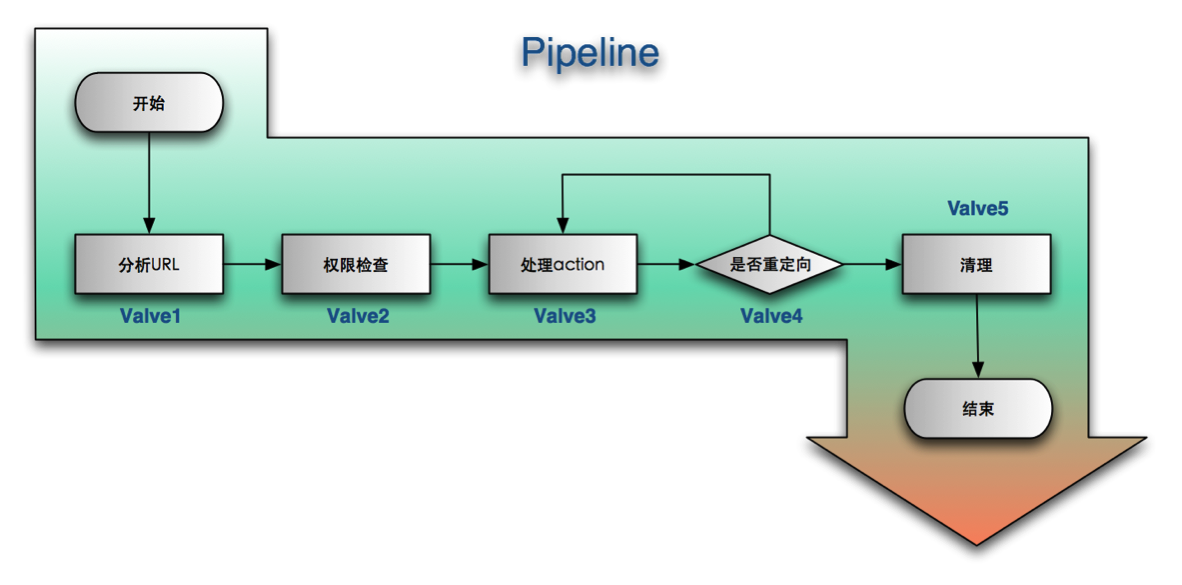 Pipeline
开始
Valve5
分析URL
权限检查
处理action
是否重定向
清理
Valve1
Valve2
Valve3
Valve4
结束